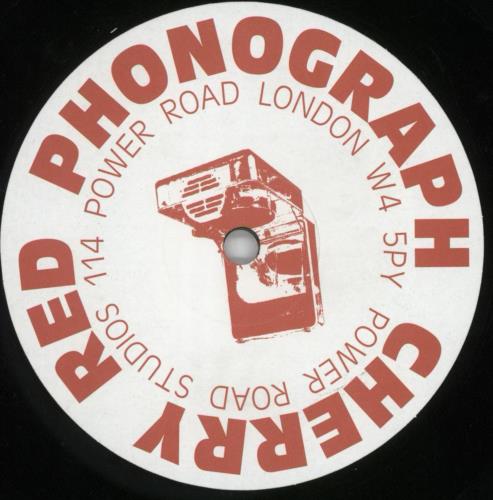 CHERRY RED PHONOGRAPH
POWER ROAD STUDIOS 114 POWER ROAD LONDON W4 5PY